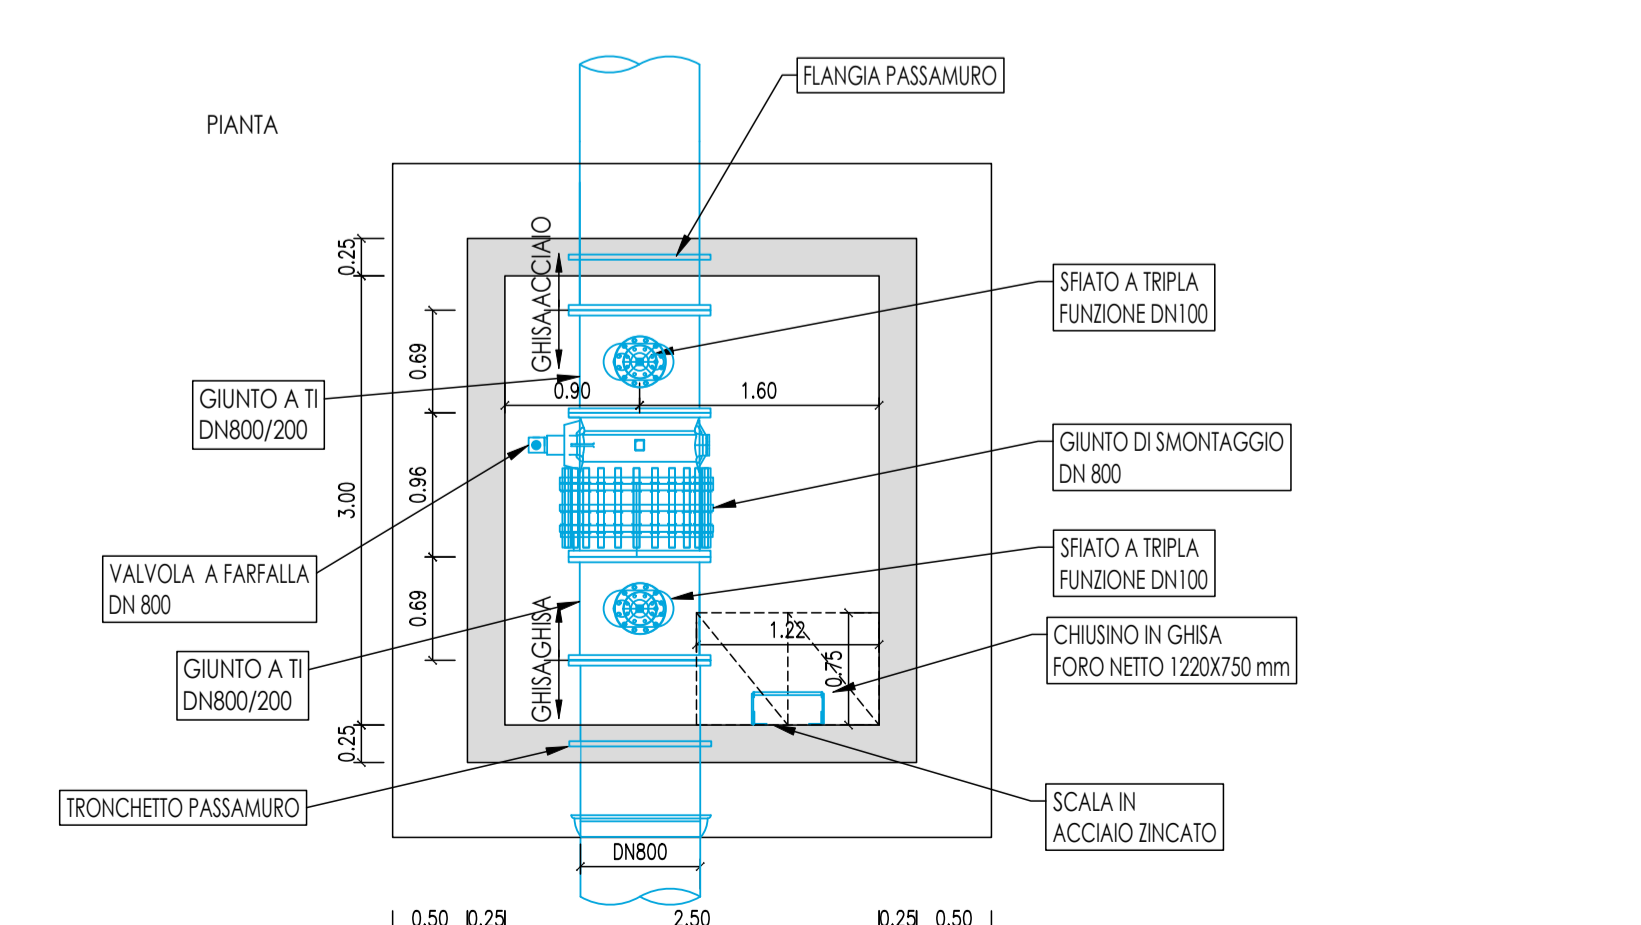 FLANGIA PASSAMURO
PIANTA
0.25
GHISA,ACCIAIO
SFIATO A TRIPLA
FUNZIONE DN100
0.69
GIUNTO A TI
DN800/200
0.90
1.60
GIUNTO DI SMONTAGGIO
DN 800
0.96
3.00
SFIATO A TRIPLA
FUNZIONE DN100
VALVOLA A FARFALLA
DN 800
0.69
GHISA,GHISA
1.22
0.75
CHIUSINO IN GHISA
FORO NETTO 1220X750 mm
GIUNTO A TI
DN800/200
0.25
TRONCHETTO PASSAMURO
SCALA IN
ACCIAIO ZINCATO
DN800
0.50 0.25 2.50 0.25 0.50